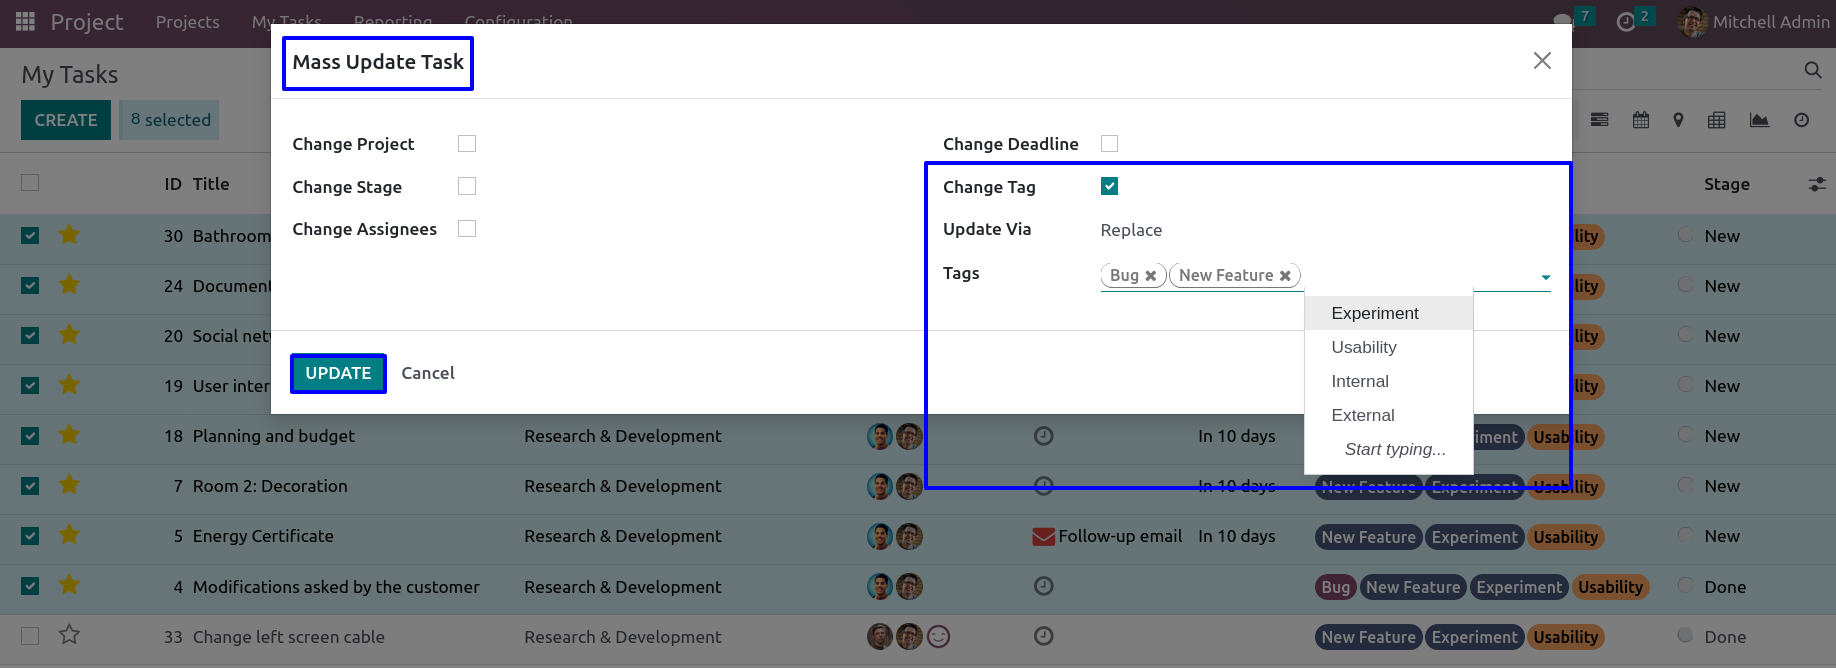 Project Projects My Tasks Reporting Configuration 7 2 Mitchell Admin
My Tasks
CREATE 8 selected
Mass Update Task
Change Project
Change Stage
Change Assignees
Change Deadline
Change Tag
Update Via Replace
Tags Bug New Feature
Experiment
Usability
Internal
External
Start typing...
UPDATE Cancel
ID Title Stage
30 Bathroom New
24 Document New
20 Social net New
19 User inter New
18 Planning and budget Research & Development In 10 days Usability New
7 Room 2: Decoration Research & Development In 10 days New Feature Experiment Usability New
5 Energy Certificate Research & Development Follow-up email In 10 days New Feature Experiment Usability New
4 Modifications asked by the customer Research & Development Bug New Feature Experiment Usability Done
33 Change left screen cable Research & Development New Feature Experiment Usability Done